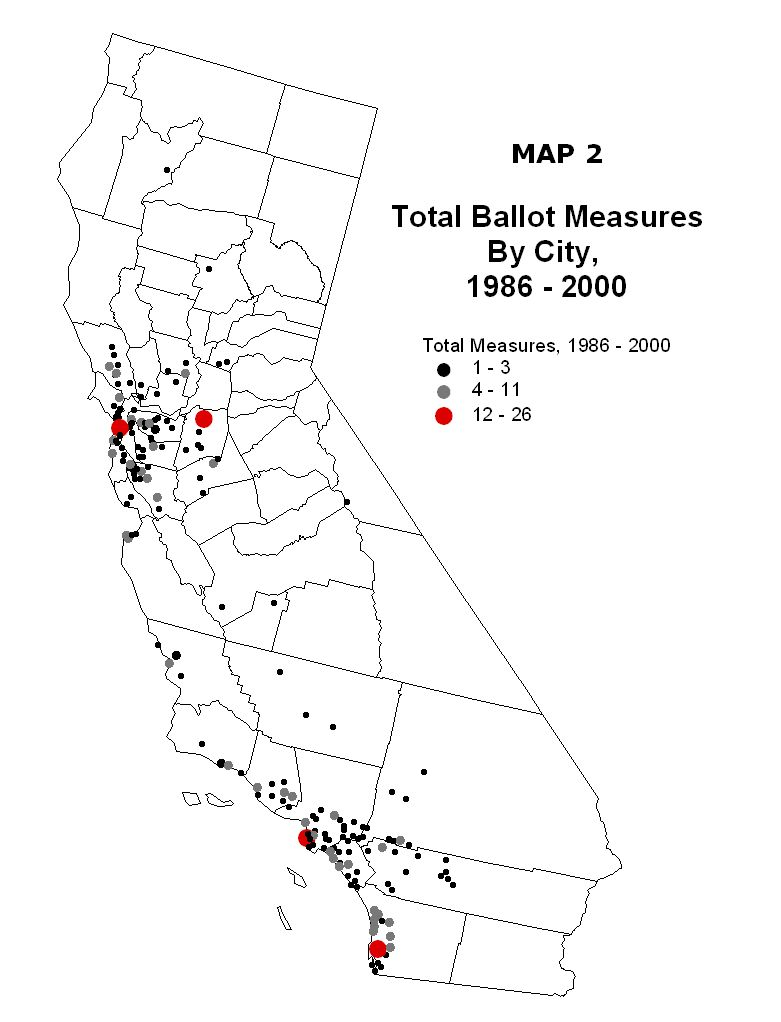 MAP 2
Total Ballot Measures
By City,
1986 - 2000
Total Measures, 1986 - 2000
1 - 3
4 - 11
12 - 26